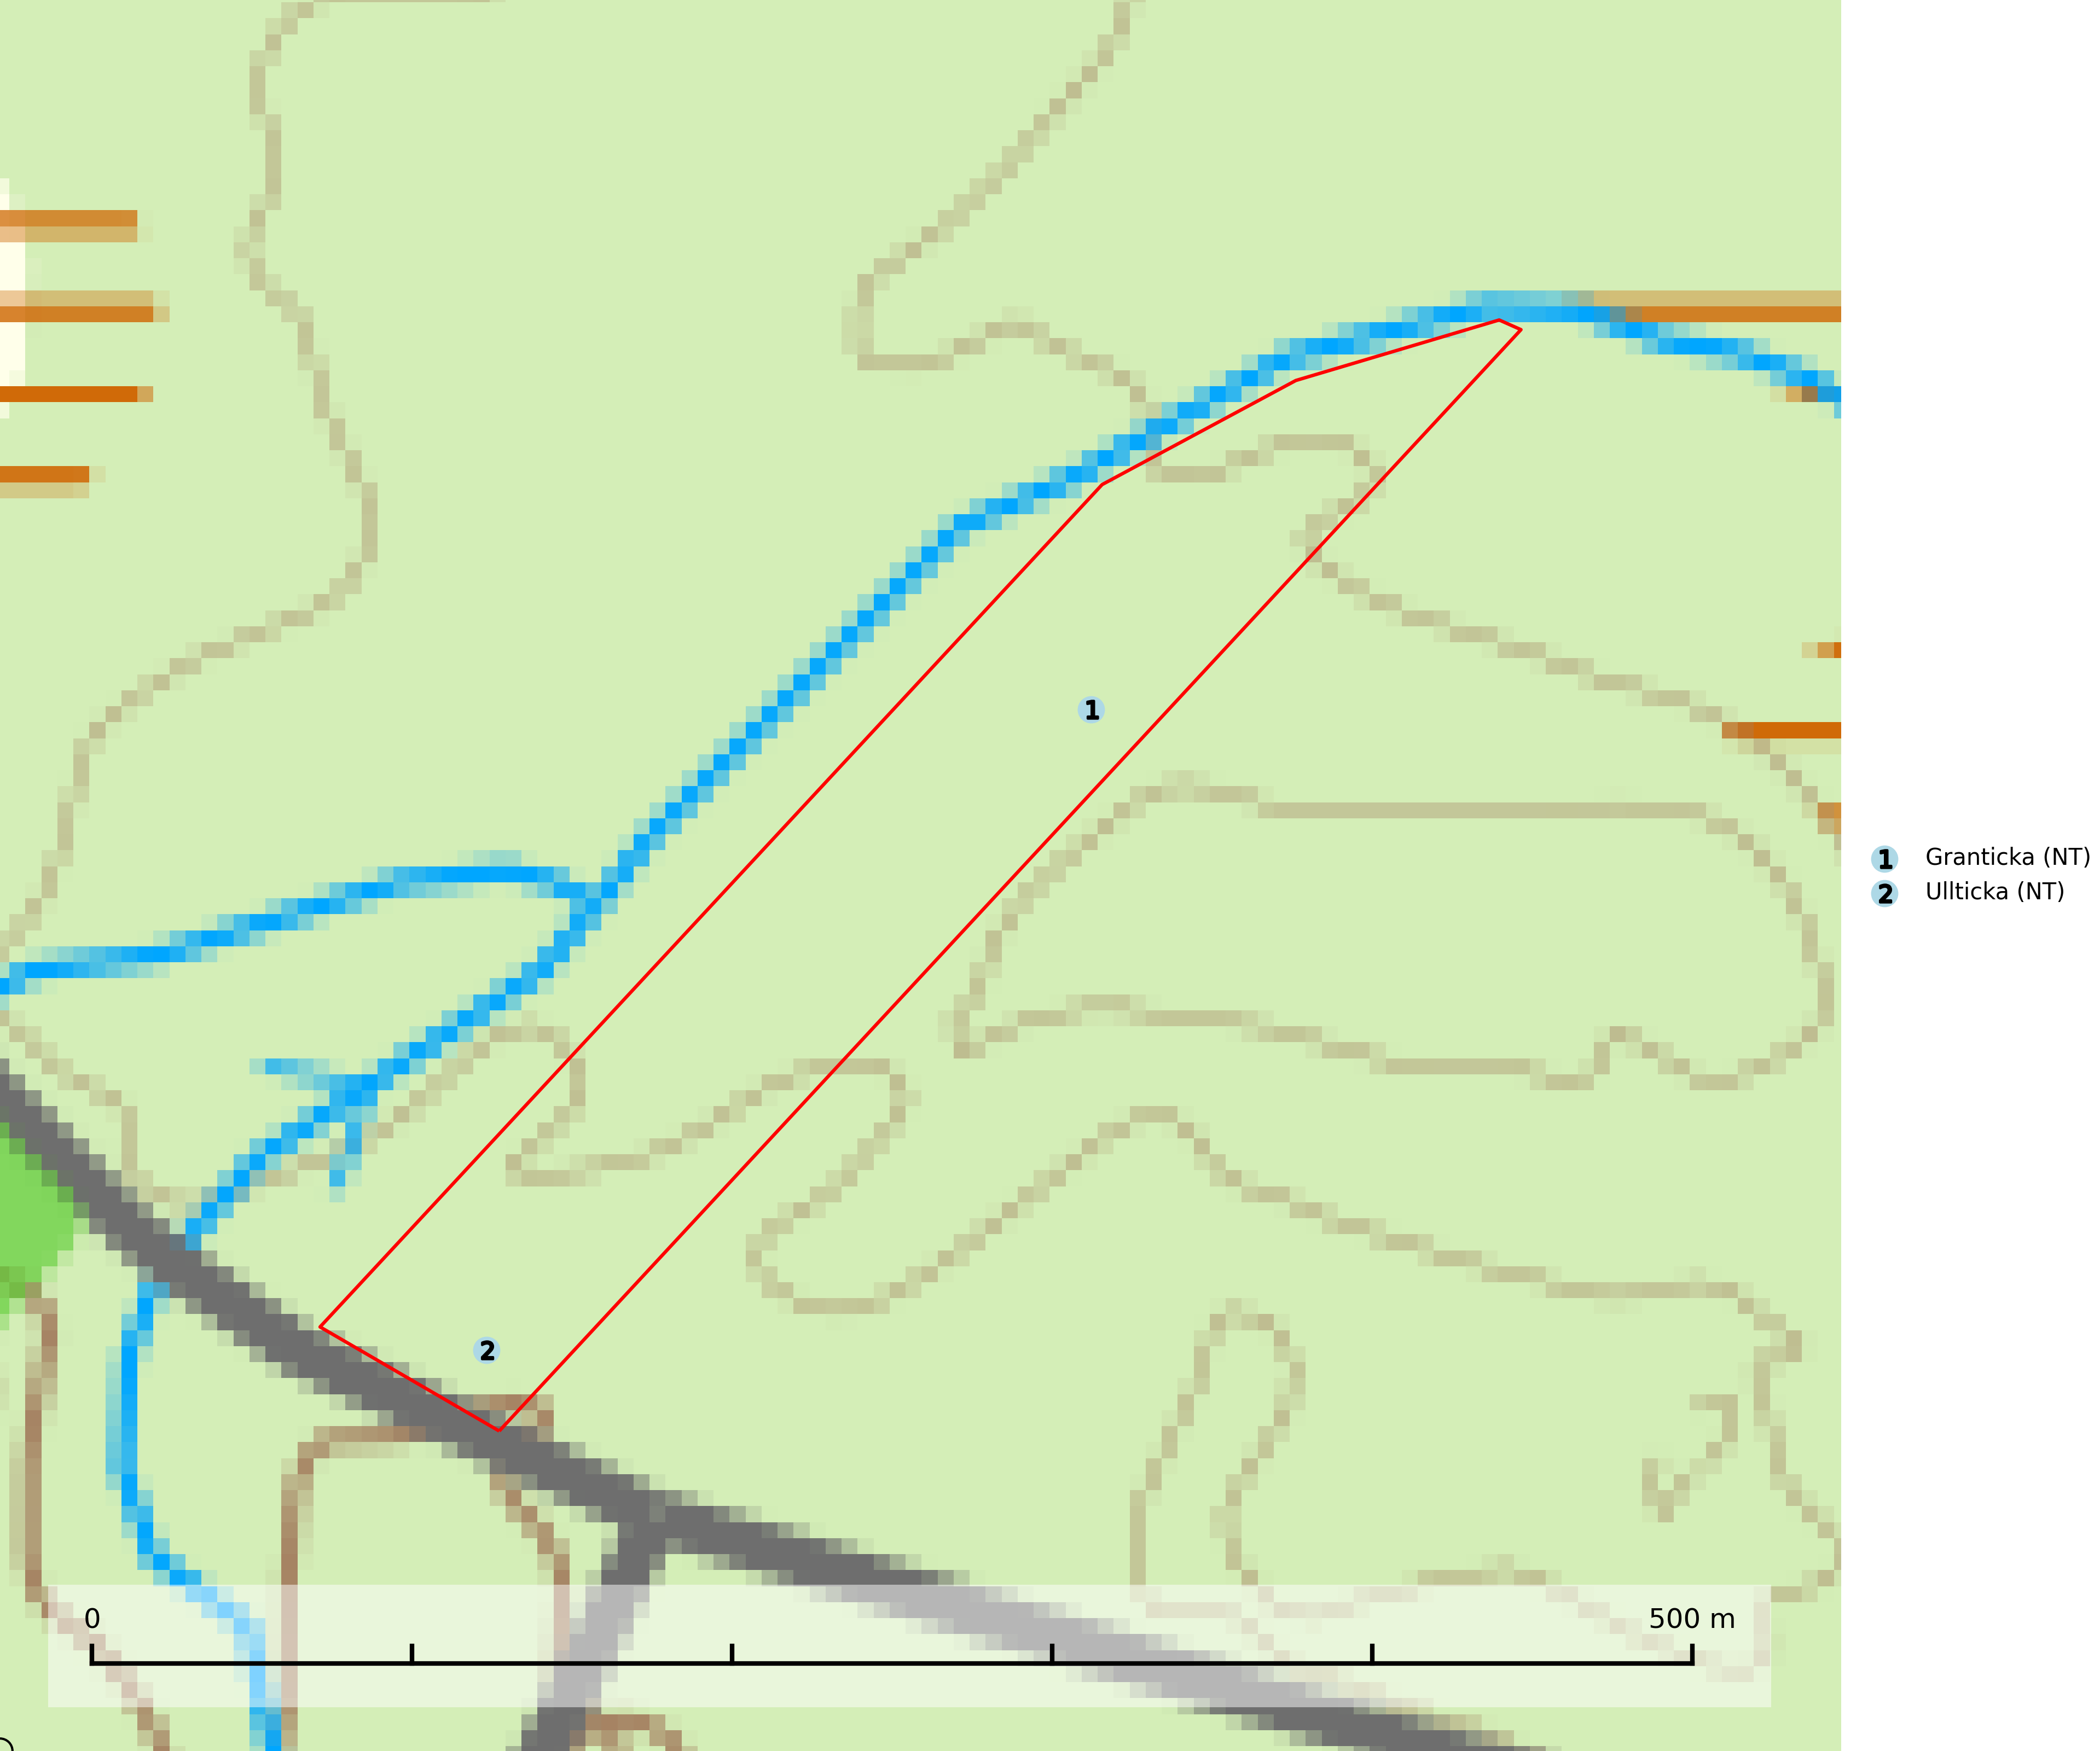 1
2
1 Granticka (NT)
2 Ullticka (NT)
0 500 m